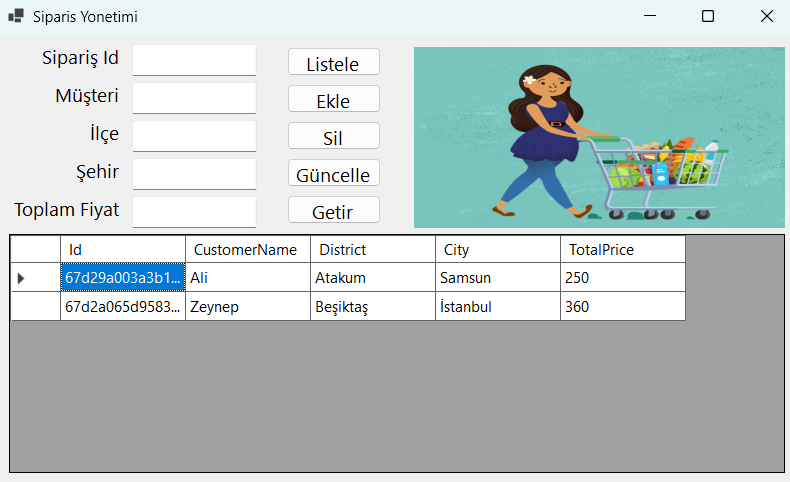 Siparis Yonetimi
Sipariş Id
Listele
Müşteri
Ekle
İlçe
Sil
Şehir
Güncelle
Toplam Fiyat
Getir
Id CustomerName District City TotalPrice
67d29a003a3b1... Ali Atakum Samsun 250
67d2a065d9583... Zeynep Beşiktaş İstanbul 360